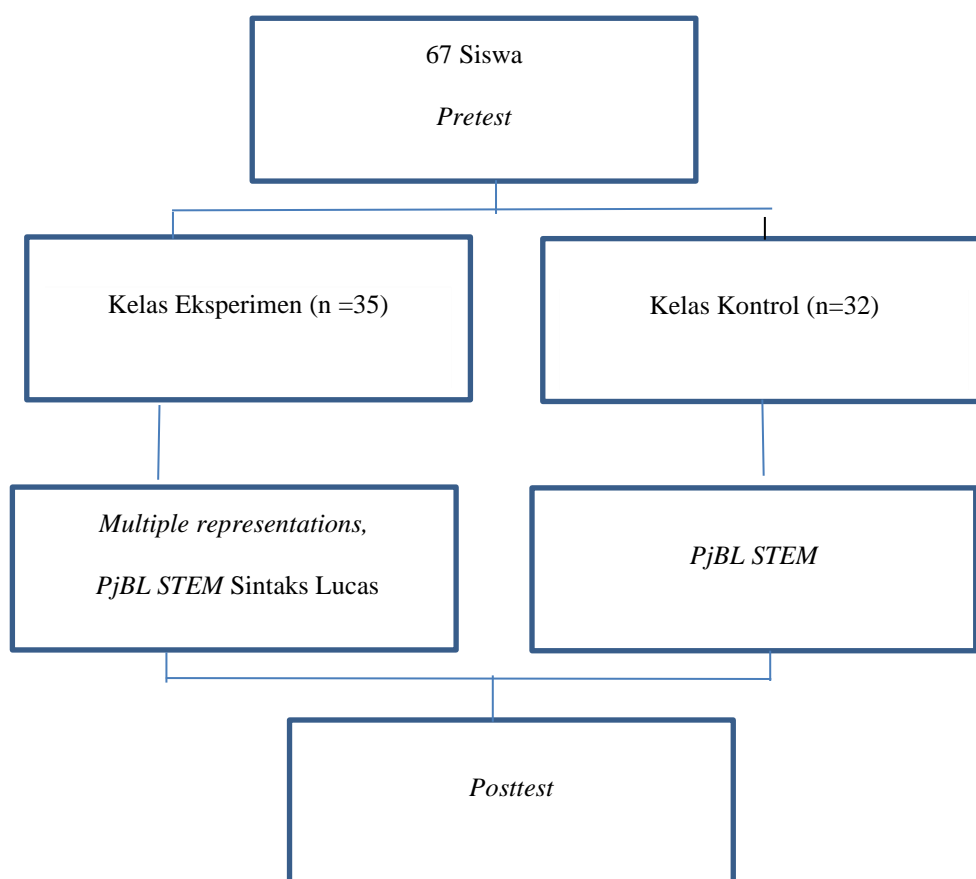 67 Siswa
Pretest
Kelas Eksperimen (n =35)
Kelas Kontrol (n=32)
Multiple representations,
PjBL STEM Sintaks Lucas
PjBL STEM
Posttest